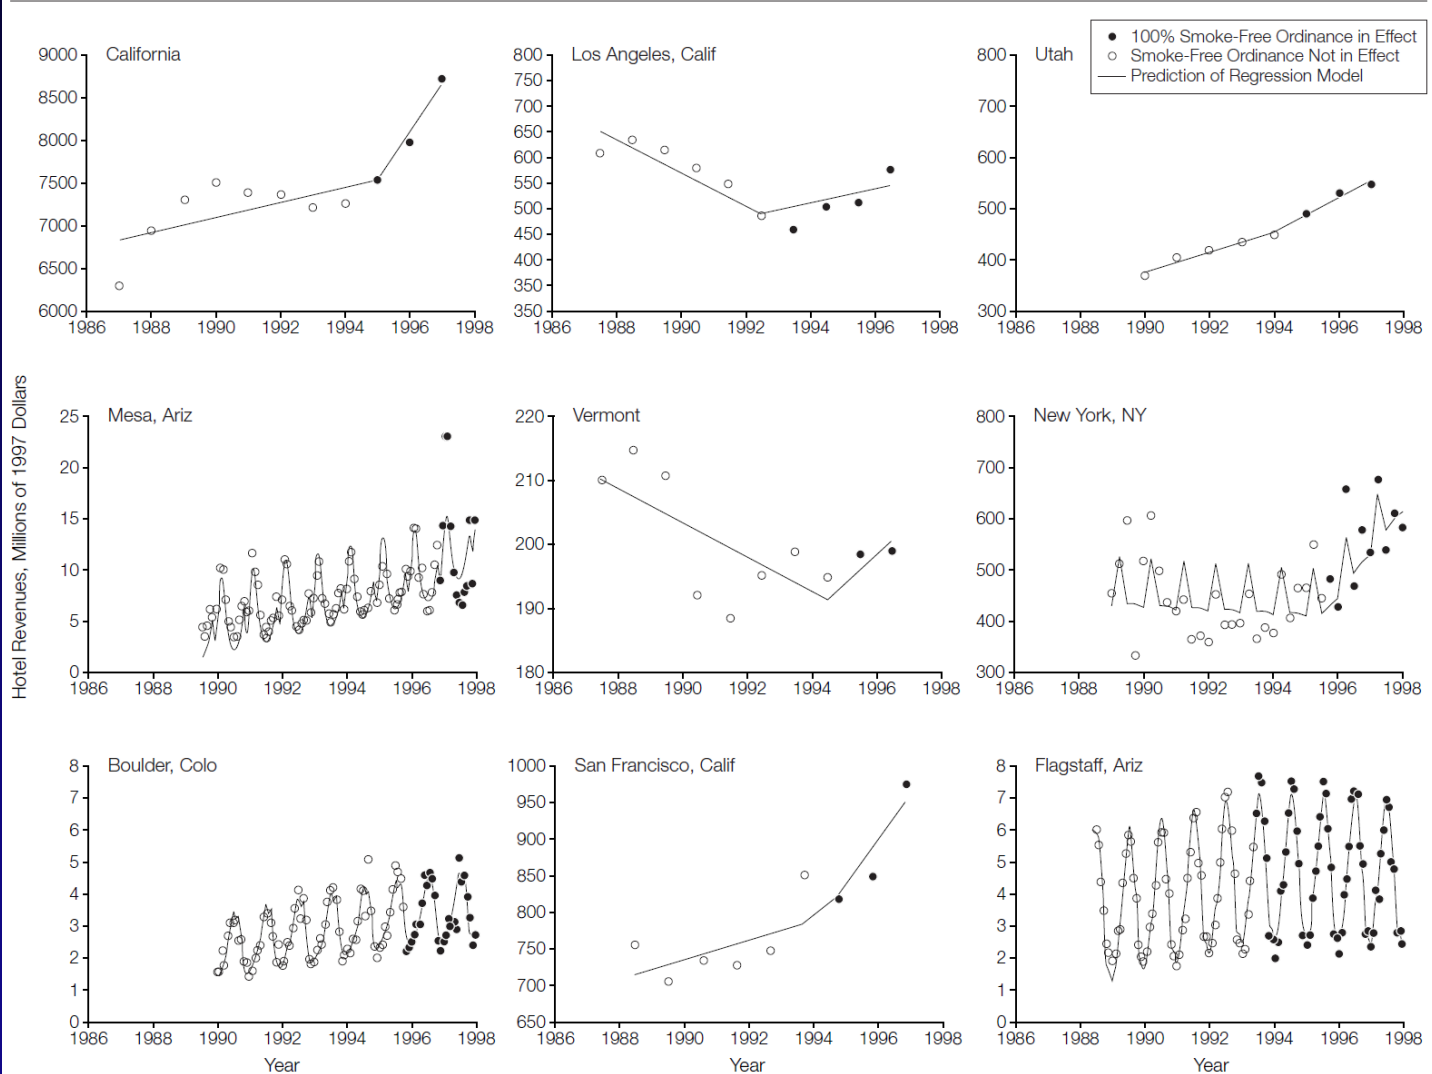 100% Smoke-Free Ordinance in Effect
Smoke-Free Ordinance Not in Effect
Prediction of Regression Model
Hotel Revenues, Millions of 1997 Dollars
California
9000
8500
8000
7500
7000
6500
6000
1986 1988 1990 1992 1994 1996 1998
Los Angeles, Calif
800
750
700
650
600
550
500
450
400
350
350
1986 1988 1990 1992 1994 1996 1998
Utah
800
700
600
500
400
300
1986 1988 1990 1992 1994 1996 1998
Mesa, Ariz
25
20
15
10
5
0
1986 1988 1990 1992 1994 1996 1998
Vermont
220
210
200
190
180
1986 1988 1990 1992 1994 1996 1998
New York, NY
800
700
600
500
400
300
1986 1988 1990 1992 1994 1996 1998
Boulder, Colo
8
7
6
5
4
3
2
1
0
1986 1988 1990 1992 1994 1996 1998
Year
San Francisco, Calif
1000
950
900
850
800
750
700
650
1986 1988 1990 1992 1994 1996 1998
Year
Flagstaff, Ariz
8
7
6
5
4
3
2
1
0
1986 1988 1990 1992 1994 1996 1998
Year